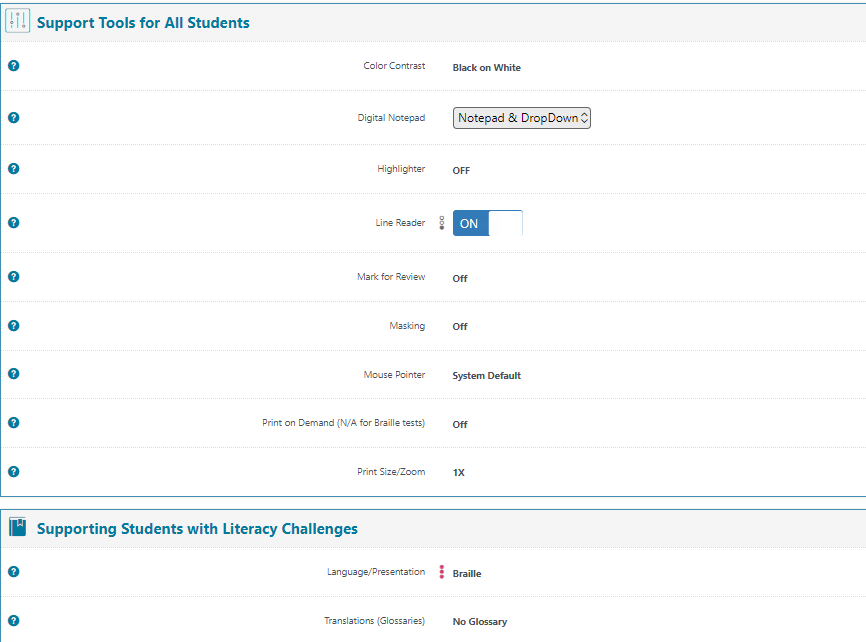 Support Tools for All Students
? Color Contrast Black on White
? Digital Notepad Notepad & DropDown
? Highlighter OFF
? Line Reader ON
? Mark for Review Off
? Masking Off
? Mouse Pointer System Default
? Print on Demand (N/A for Braille tests) Off
? Print Size/Zoom 1X
Supporting Students with Literacy Challenges
? Language/Presentation Braille
? Translations (Glossaries) No Glossary